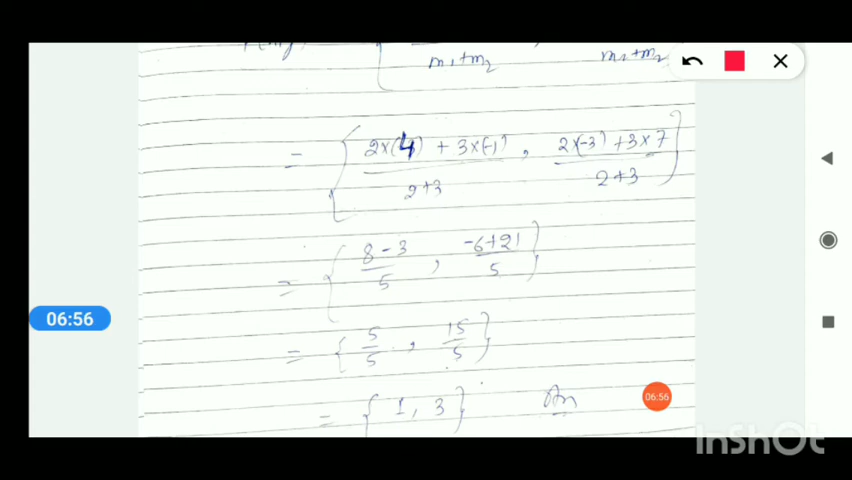 m₁+m₂ m₁+m₂
= { 2×(4) + 3×(-1) / 2+3 , 2×(-3) + 3×7 / 2+3 }
= { 8-3 / 5 , -6+21 / 5 }
06:56
= { 5/5 , 15/5 }
= { 1, 3 } Ans
06:56
InShOt